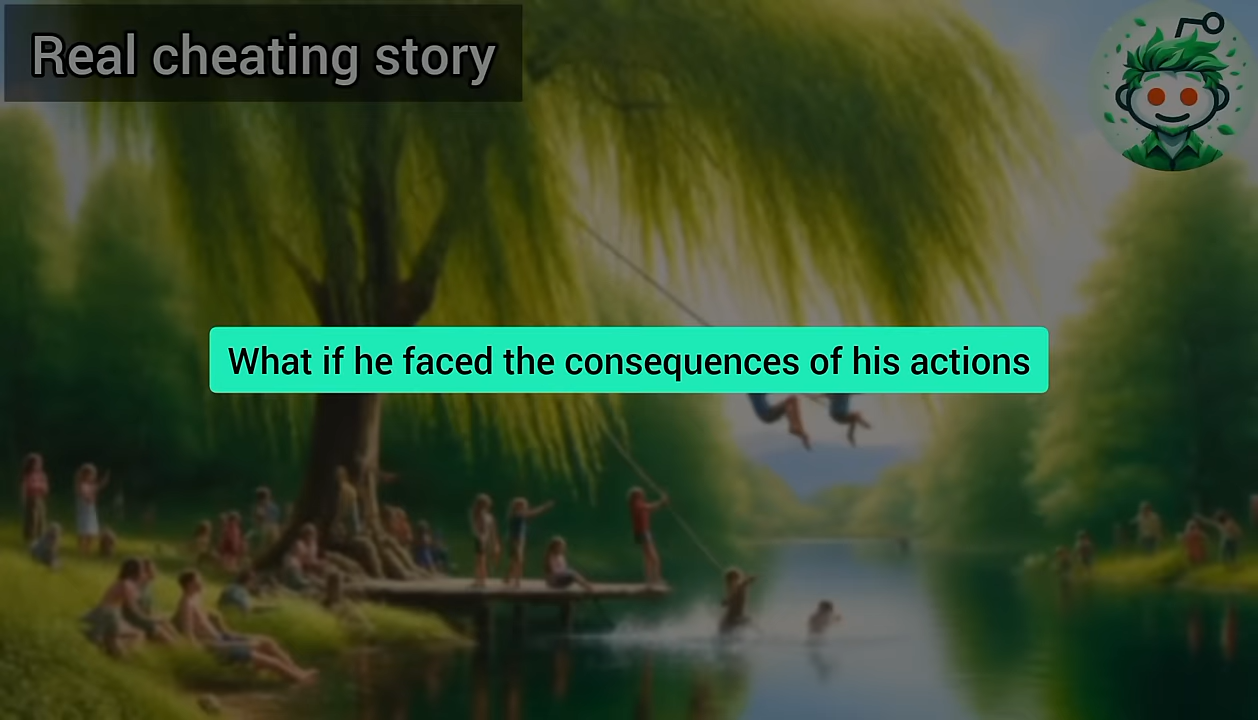 Real cheating story
What if he faced the consequences of his actions